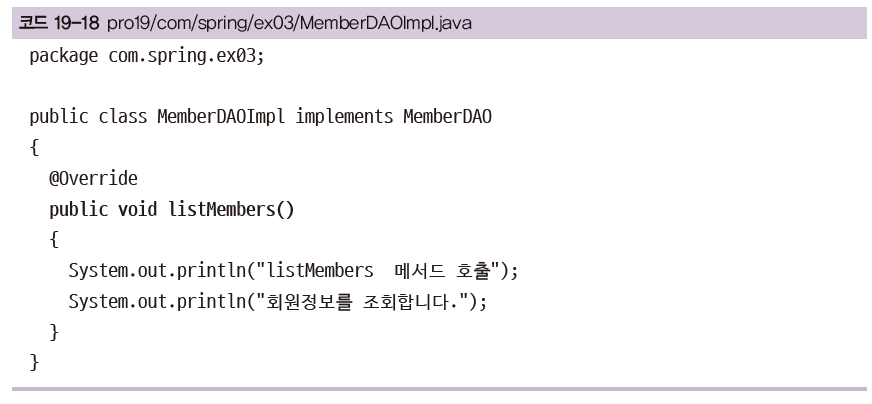 코드 19-18 pro19/com/spring/ex03/MemberDAOImpl.java
package com.spring.ex03;

public class MemberDAOImpl implements MemberDAO
{
  @Override
  public void listMembers()
  {
    System.out.println("listMembers  메서드 호출");
    System.out.println("회원정보를 조회합니다.");
  }
}